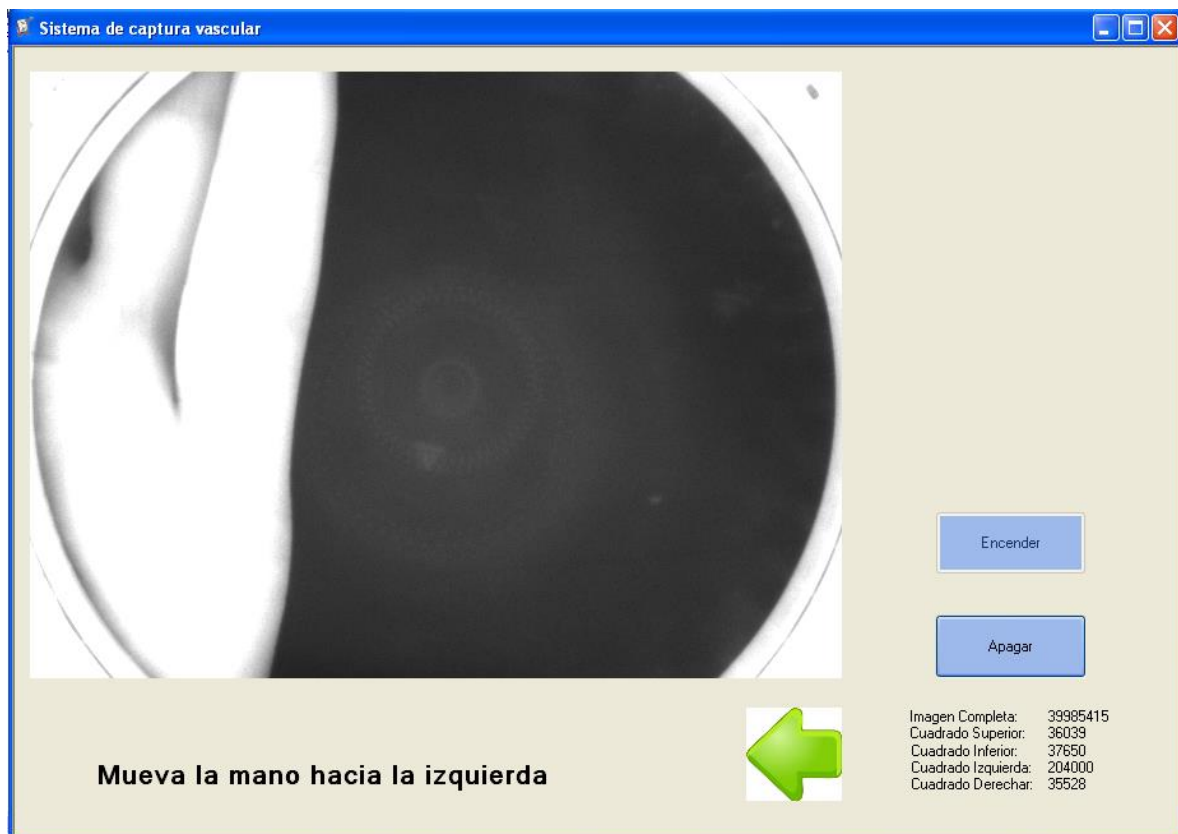 Sistema de captura vascular
Encender
Apagar
Imagen Completa: 39985415
Cuadrado Superior: 36039
Cuadrado Inferior: 37650
Cuadrado Izquierda: 204000
Cuadrado Derechar: 35528
Mueva la mano hacia la izquierda